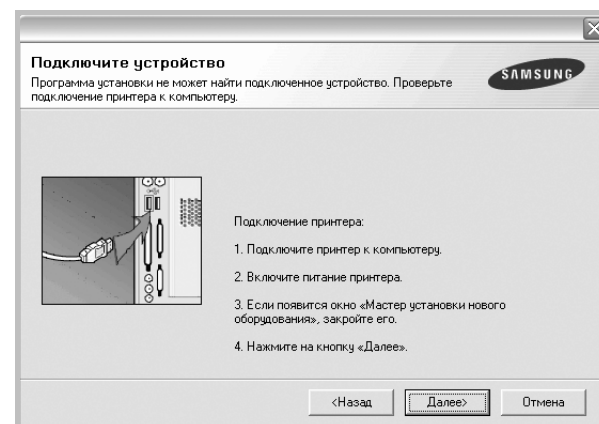 Подключите устройство
Программа установки не может найти подключенное устройство. Проверьте
подключение принтера к компьютеру.
SAMSUNG
Подключение принтера:
1. Подключите принтер к компьютеру.
2. Включите питание принтера.
3. Если появится окно «Мастер установки нового
оборудования», закройте его.
4. Нажмите на кнопку «Далее».
<Назад
Далее>
Отмена